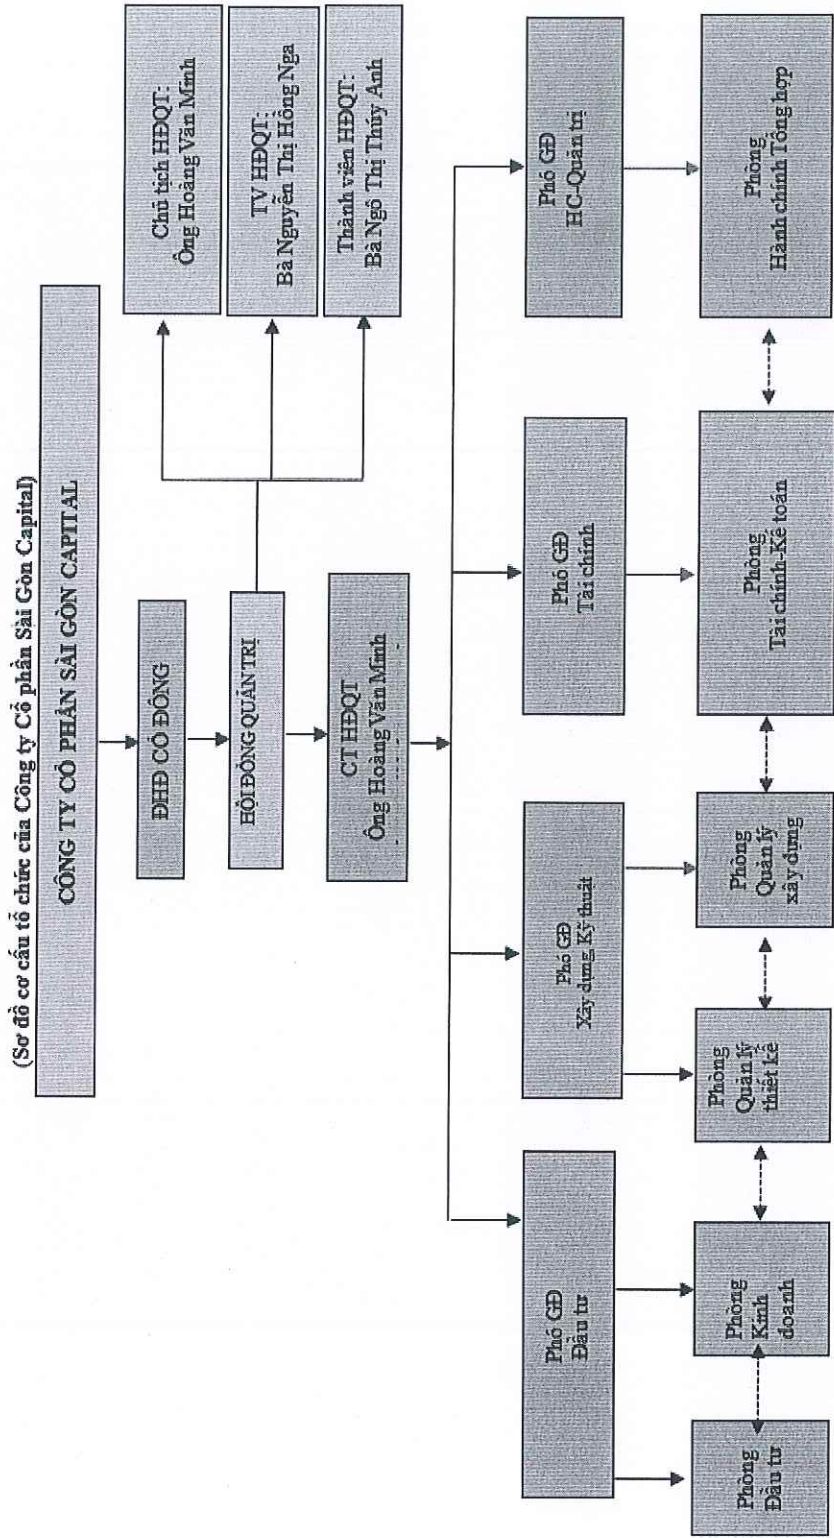 (Sơ đồ cơ cấu tổ chức của Công ty Cổ phần Sài Gòn Capital)
CÔNG TY CỔ PHẦN SÀI GÒN CAPITAL
ĐHĐ CỔ ĐÔNG
HỘI ĐỒNG QUẢN TRỊ
Chủ tịch HĐQT:
Ông Hoàng Văn Minh
TV HĐQT:
Bà Nguyễn Thị Hồng Nga
Thành viên HĐQT:
Bà Ngô Thị Thúy Anh
CT HĐQT
Ông Hoàng Văn Minh
Phó GĐ
Đầu tư
Phó GĐ
Xây dựng, Kỹ thuật
Phó GĐ
Tài chính
Phó GĐ
HC-Quản trị
Phòng
Đầu tư
Phòng
Kinh
doanh
Phòng
Quản lý
thiết kế
Phòng
Quản lý
xây dựng
Phòng
Tài chính-Kế toán
Phòng
Hành chính Tổng hợp